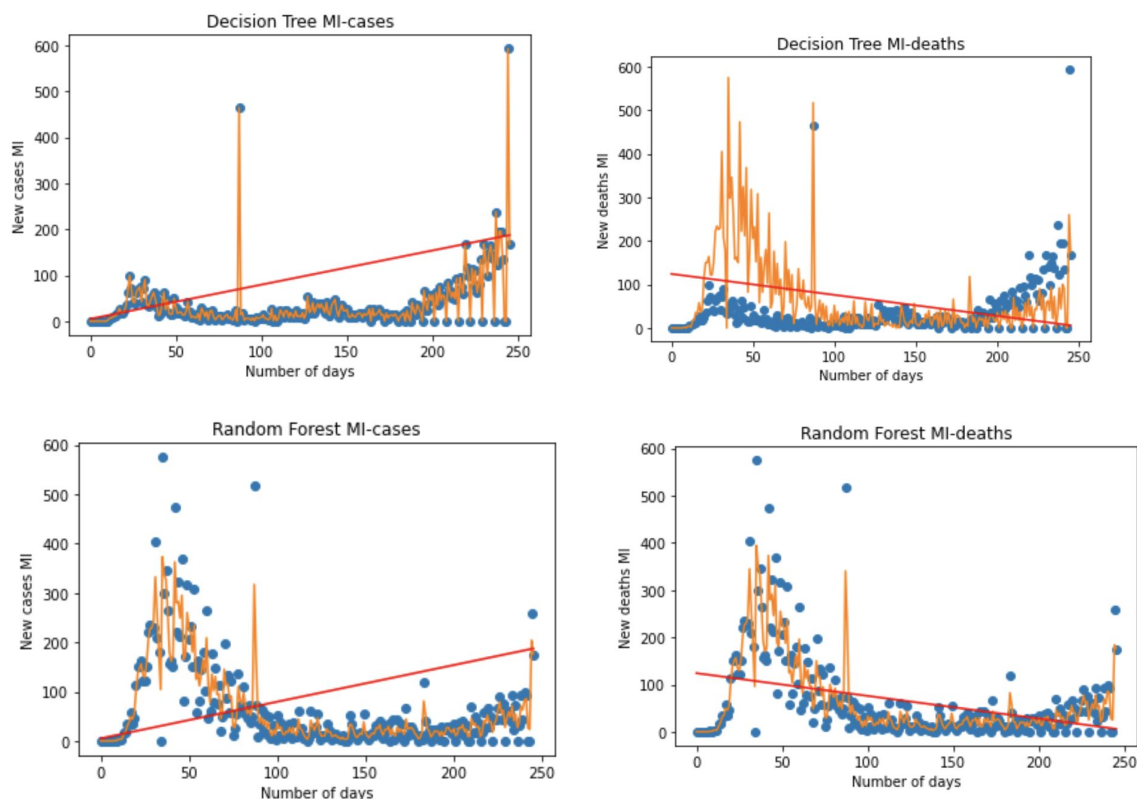 Decision Tree MI-cases
600
500
400
300
200
100
0
New cases MI
0 50 100 150 200 250
Number of days
Decision Tree MI-deaths
600
500
400
300
200
100
0
New deaths MI
0 50 100 150 200 250
Number of days
Random Forest MI-cases
600
500
400
300
200
100
0
New cases MI
0 50 100 150 200 250
Number of days
Random Forest MI-deaths
600
500
400
300
200
100
0
New deaths MI
0 50 100 150 200 250
Number of days